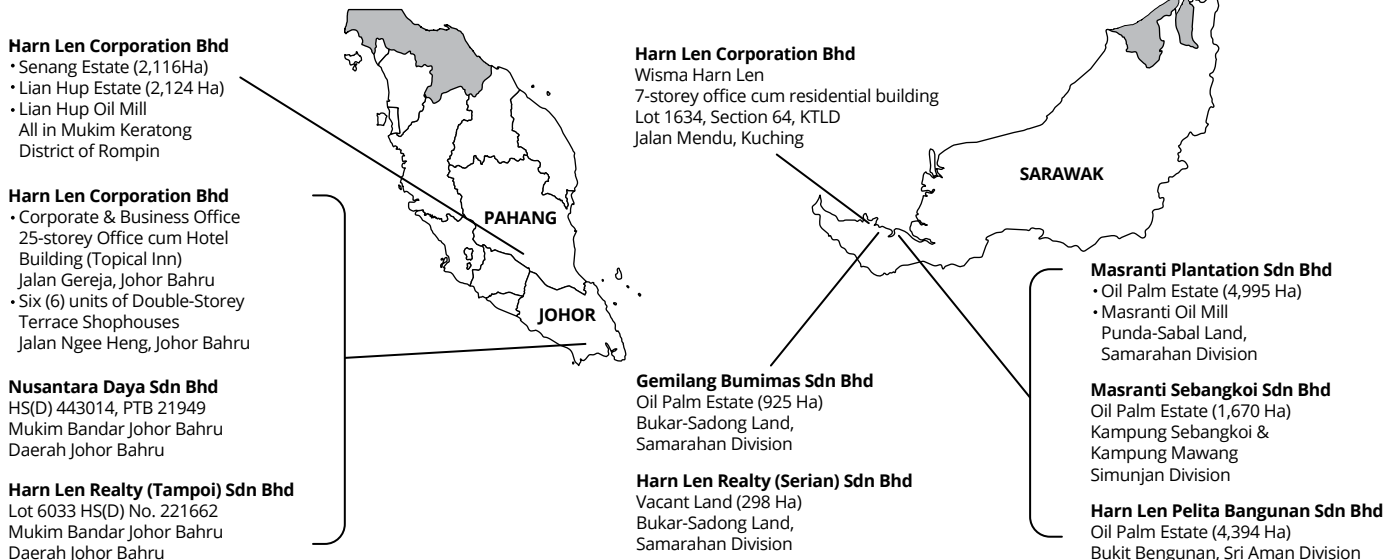 Harn Len Corporation Bhd
• Senang Estate (2,116Ha)
• Lian Hup Estate (2,124 Ha)
• Lian Hup Oil Mill
All in Mukim Keratong
District of Rompin
Harn Len Corporation Bhd
• Corporate & Business Office
25-storey Office cum Hotel
Building (Topical Inn)
Jalan Gereja, Johor Bahru
• Six (6) units of Double-Storey
Terrace Shophouses
Jalan Ngee Heng, Johor Bahru
Nusantara Daya Sdn Bhd
HS(D) 443014, PTB 21949
Mukim Bandar Johor Bahru
Daerah Johor Bahru
Harn Len Realty (Tampoi) Sdn Bhd
Lot 6033 HS(D) No. 221662
Mukim Bandar Johor Bahru
Daerah Johor Bahru
PAHANG
JOHOR
Harn Len Corporation Bhd
Wisma Harn Len
7-storey office cum residential building
Lot 1634, Section 64, KTLD
Jalan Mendu, Kuching
SARAWAK
Gemilang Bumimas Sdn Bhd
Oil Palm Estate (925 Ha)
Bukar-Sadong Land,
Samarahan Division
Harn Len Realty (Serian) Sdn Bhd
Vacant Land (298 Ha)
Bukar-Sadong Land,
Samarahan Division
Masranti Plantation Sdn Bhd
• Oil Palm Estate (4,995 Ha)
• Masranti Oil Mill
Punda-Sabal Land,
Samarahan Division
Masranti Sebangkoi Sdn Bhd
Oil Palm Estate (1,670 Ha)
Kampung Sebangkoi &
Kampung Mawang
Simunjan Division
Harn Len Pelita Bangunan Sdn Bhd
Oil Palm Estate (4,394 Ha)
Bukit Bengunan, Sri Aman Division